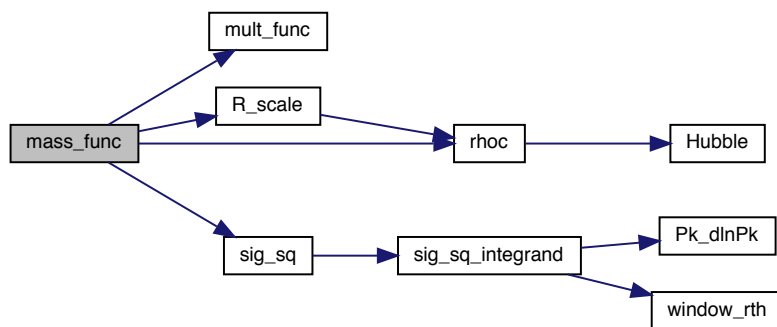 mult_func
R_scale
mass_func
rhoc
Hubble
sig_sq
sig_sq_integrand
Pk_dlnPk
window_rth